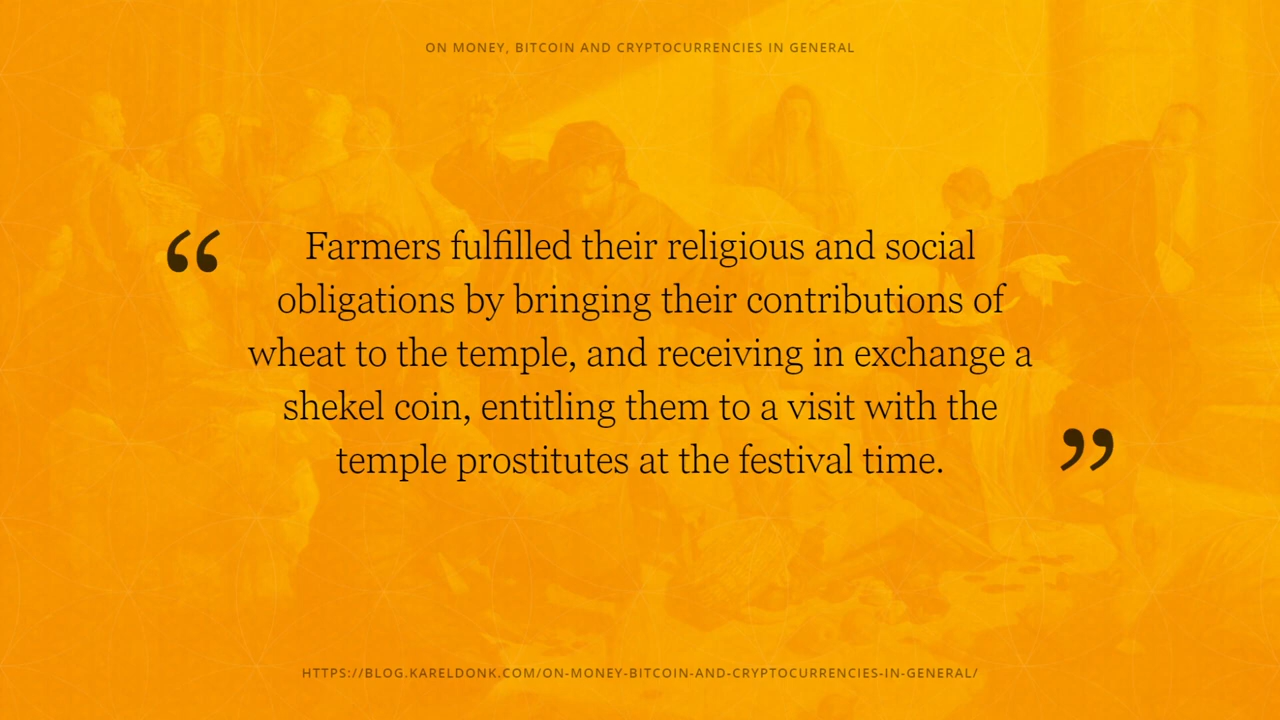 ON MONEY, BITCOIN AND CRYPTOCURRENCIES IN GENERAL
“ Farmers fulfilled their religious and social
obligations by bringing their contributions of
wheat to the temple, and receiving in exchange a
shekel coin, entitling them to a visit with the
temple prostitutes at the festival time. ”
HTTPS://BLOG.KARELDONK.COM/ON-MONEY-BITCOIN-AND-CRYPTOCURRENCIES-IN-GENERAL/